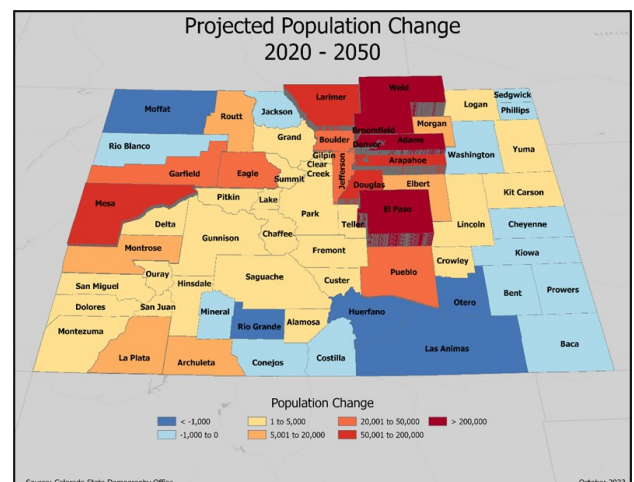 Projected Population Change
2020 - 2050
Moffat
Routt
Jackson
Larimer
Weld
Logan
Sedgwick
Phillips
Rio Blanco
Grand
Boulder
Broomfield
Morgan
Gilpin
Denver
Adams
Washington
Yuma
Garfield
Eagle
Clear
Creek
Jefferson
Arapahoe
Summit
Mesa
Pitkin
Lake
Douglas
Elbert
Kit Carson
Delta
Park
Teller
El Paso
Lincoln
Cheyenne
Gunnison
Chaffee
Montrose
Fremont
Kiowa
Ouray
Crowley
San Miguel
Hinsdale
Saguache
Custer
Pueblo
Dolores
San Juan
Mineral
Huerfano
Otero
Bent
Prowers
Montezuma
Rio Grande
Alamosa
La Plata
Archuleta
Conejos
Costilla
Las Animas
Baca
Population Change
< -1,000
1 to 5,000
20,001 to 50,000
> 200,000
-1,000 to 0
5,001 to 20,000
50,001 to 200,000
Source: Colorado State Demography Office